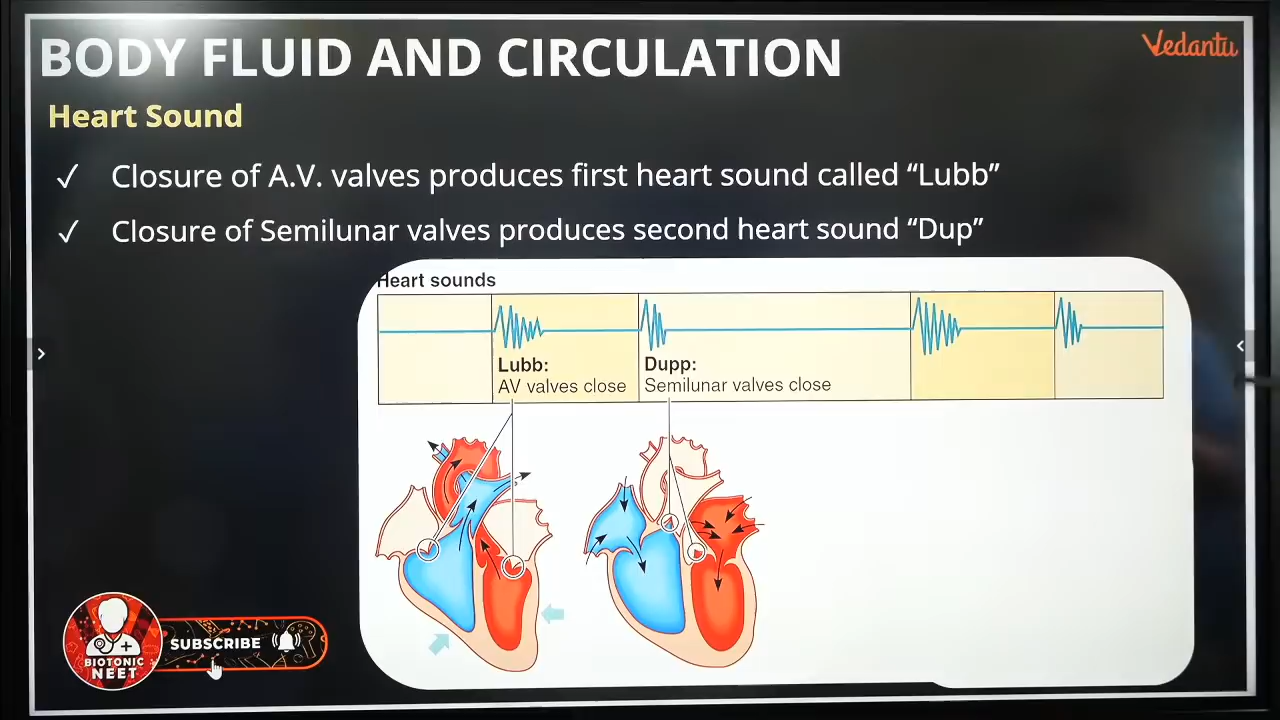 BODY FLUID AND CIRCULATION
Vedantu
Heart Sound
✓ Closure of A.V. valves produces first heart sound called “Lubb”
✓ Closure of Semilunar valves produces second heart sound “Dup”
Heart sounds
Lubb:
AV valves close
Dupp:
Semilunar valves close
SUBSCRIBE
BIOTONIC
NEET